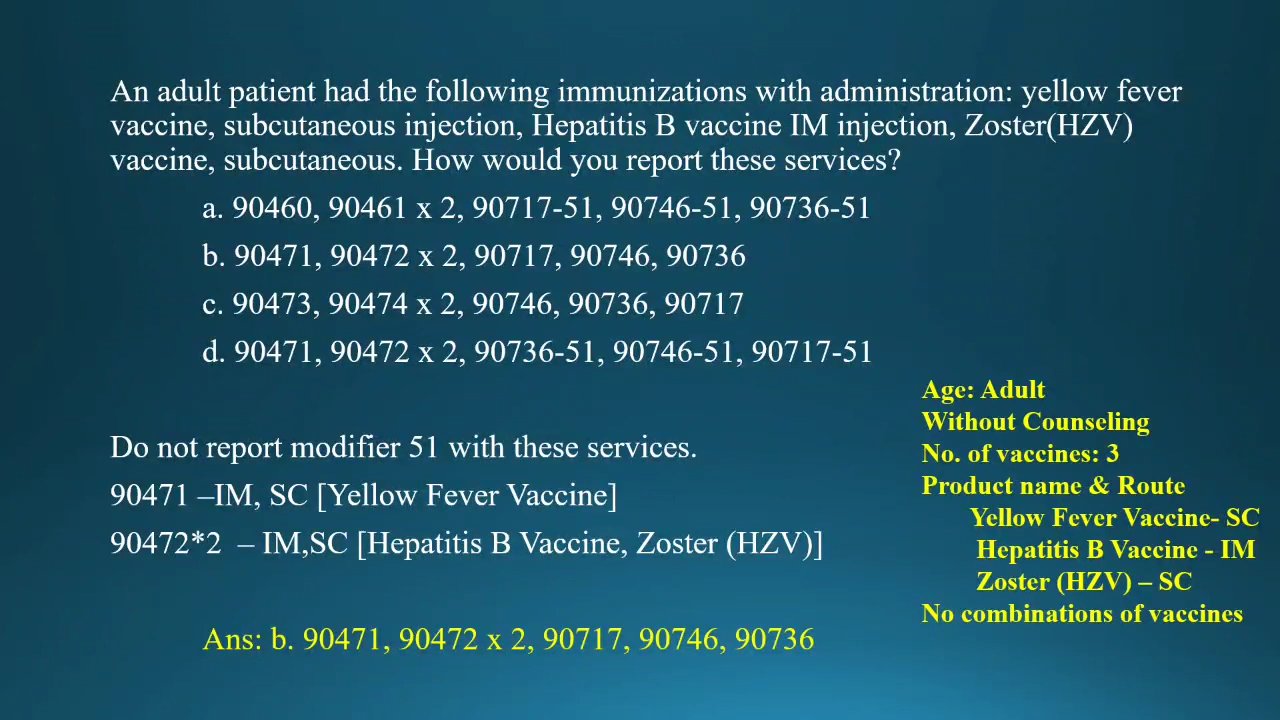 An adult patient had the following immunizations with administration: yellow fever
vaccine, subcutaneous injection, Hepatitis B vaccine IM injection, Zoster(HZV)
vaccine, subcutaneous. How would you report these services?
a. 90460, 90461 x 2, 90717-51, 90746-51, 90736-51
b. 90471, 90472 x 2, 90717, 90746, 90736
c. 90473, 90474 x 2, 90746, 90736, 90717
d. 90471, 90472 x 2, 90736-51, 90746-51, 90717-51
Do not report modifier 51 with these services.
90471 –IM, SC [Yellow Fever Vaccine]
90472*2 – IM,SC [Hepatitis B Vaccine, Zoster (HZV)]
Ans: b. 90471, 90472 x 2, 90717, 90746, 90736
Age: Adult
Without Counseling
No. of vaccines: 3
Product name & Route
Yellow Fever Vaccine- SC
Hepatitis B Vaccine - IM
Zoster (HZV) – SC
No combinations of vaccines